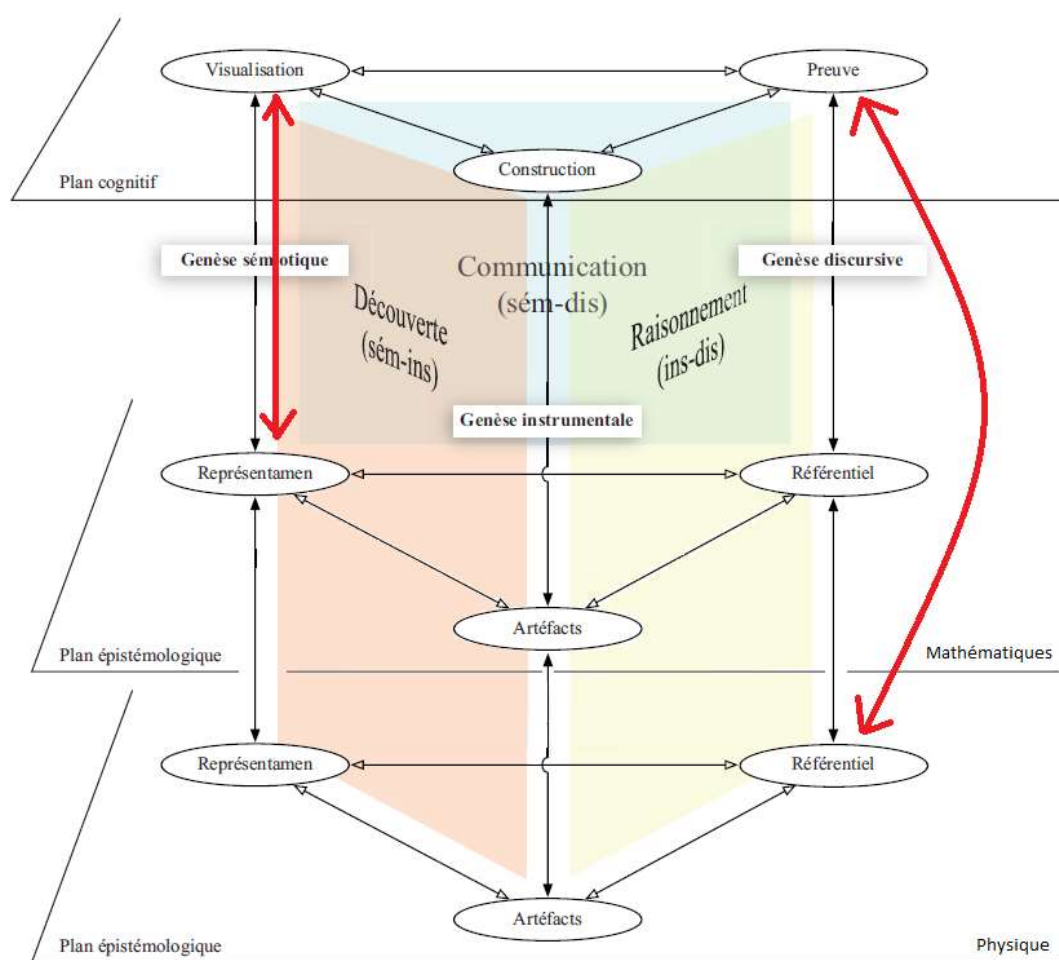 Visualisation
Preuve
Construction
Plan cognitif
Genèse sémiotique
Genèse discursive
Communication
(sém-dis)
Découverte
(sém-ins)
Raisonnement
(ins-dis)
Genèse instrumentale
Représentamen
Référentiel
Artéfacts
Plan épistémologique
Mathématiques
Représentamen
Référentiel
Artéfacts
Plan épistémologique
Physique